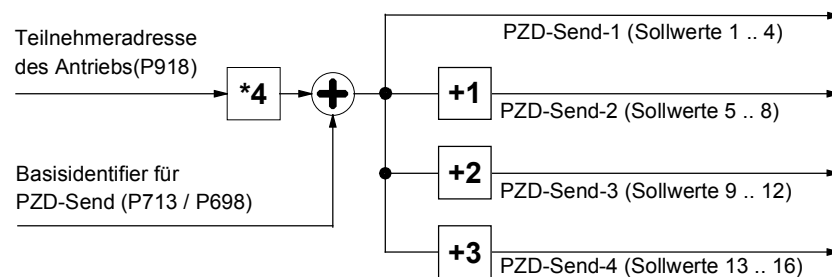 Teilnehmeradresse
des Antriebs(P918)
*4
PZD-Send-1 (Sollwerte 1 .. 4)
+1
PZD-Send-2 (Sollwerte 5 .. 8)
Basisidentifier für
PZD-Send (P713 / P698)
+2
PZD-Send-3 (Sollwerte 9 .. 12)
+3
PZD-Send-4 (Sollwerte 13 .. 16)